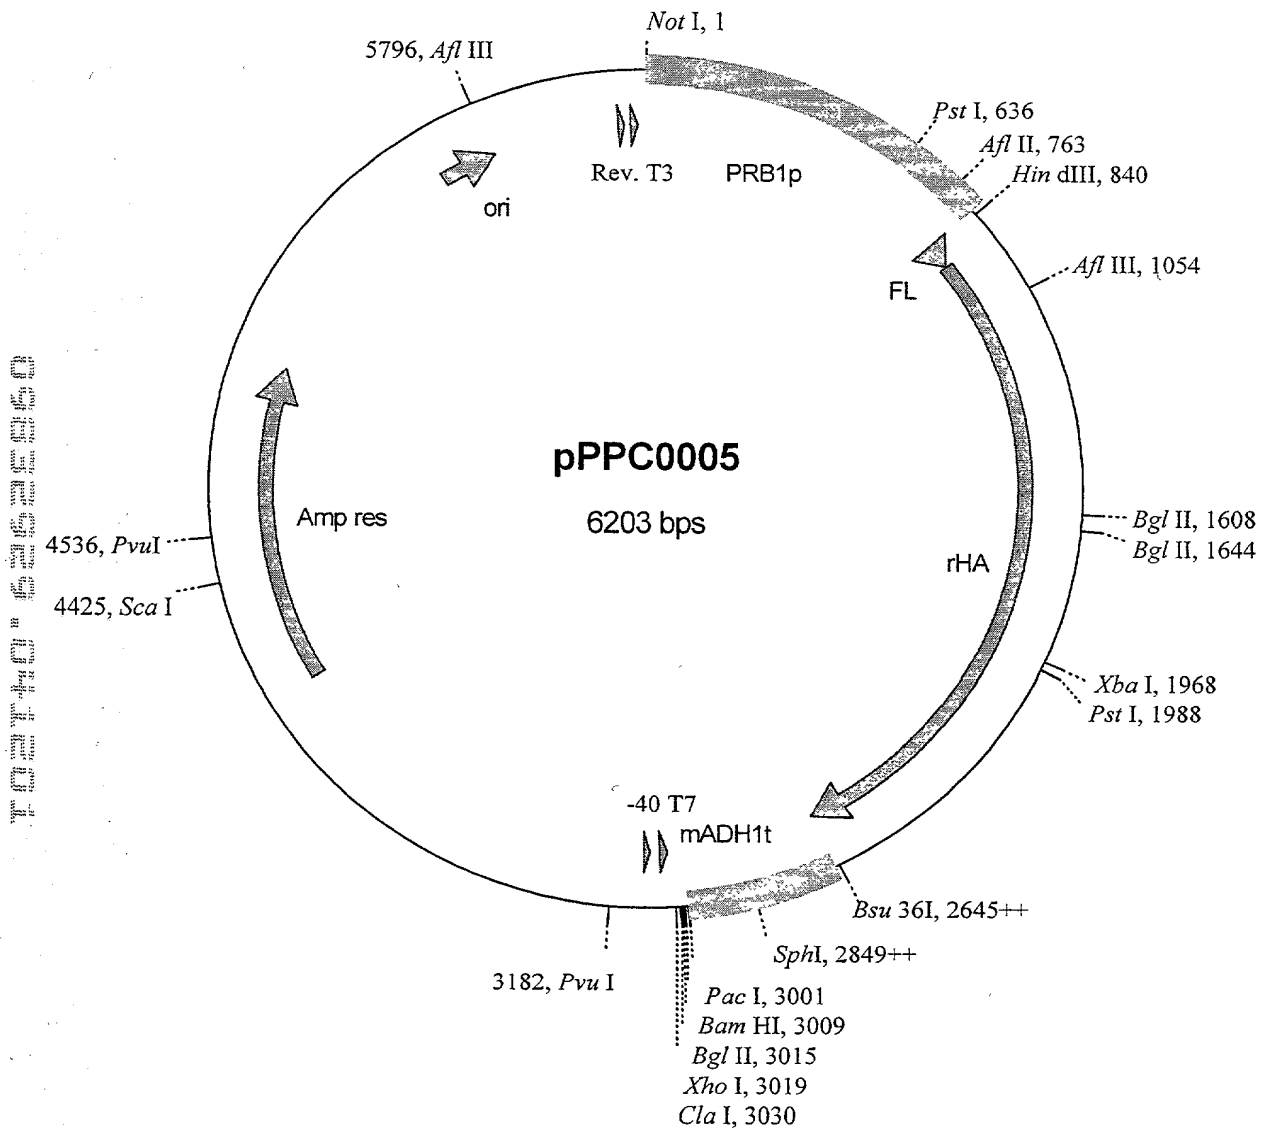 Not I, 1
5796, Afl III
Pst I, 636
Afl II, 763
Hin dIII, 840
Rev. T3
PRB1p
ori
Afl III, 1054
FL
pPPC0005
6203 bps
Amp res
4536, PvuI
4425, Sca I
Bgl II, 1608
Bgl II, 1644
rHA
Xba I, 1968
Pst I, 1988
-40 T7
mADH1t
Bsu 36I, 2645++
SphI, 2849++
3182, Pvu I
Pac I, 3001
Bam HI, 3009
Bgl II, 3015
Xho I, 3019
Cla I, 3030